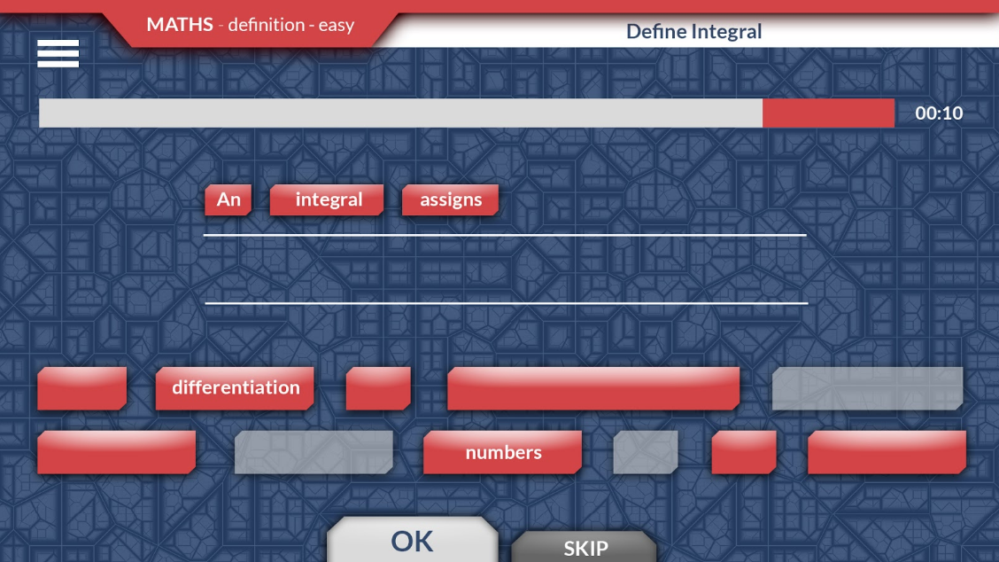 MATHS - definition - easy
Define Integral
00:10
An integral assigns
differentiation
numbers
OK
SKIP